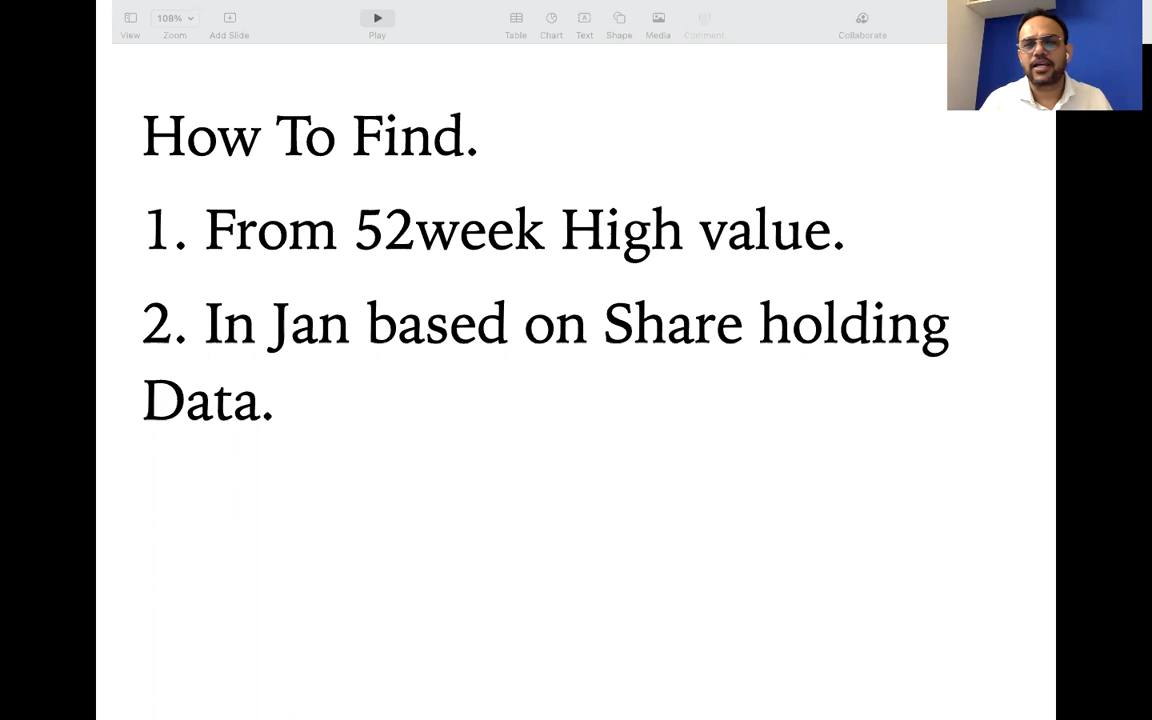 108%
View Zoom Add Slide Play Table Chart Text Shape Media Comment Collaborate
How To Find.
1. From 52week High value.
2. In Jan based on Share holding
Data.